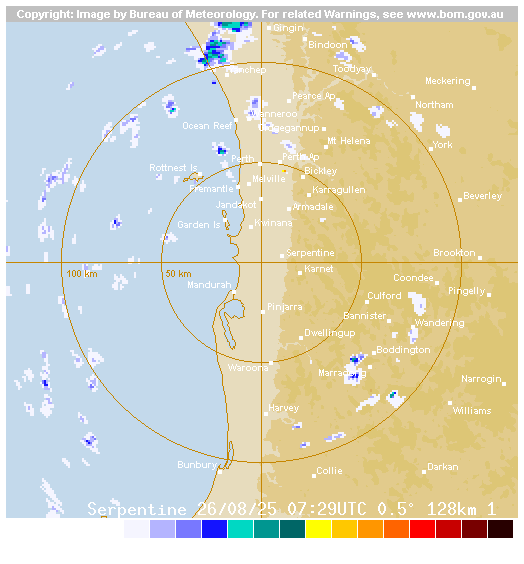 Copyright: Image by Bureau of Meteorology. For related Warnings, see www.bom.gov.au
Gingin
Bindoon
Toodyay
Meckering
Pearce Ap
Northam
Wanneroo
Ocean Reef
Mt Helena
York
Perth
Perth Ap
Rottnest Is
Bickley
Melville
Fremantle
Karragullen
Beverley
Jandakot
Armadale
Garden Is
Kwinana
Serpentine
Brookton
100 km
50 km
Karnet
Coondee
Mandurah
Pingelly
Culford
Pinjarra
Bannister
Wandering
Dwellingup
Boddington
Waroona
Narrogin
Harvey
Williams
Bunbury
Collie
Darkan
Serpentine 26/08/25 07:29UTC 0.5° 128km 1